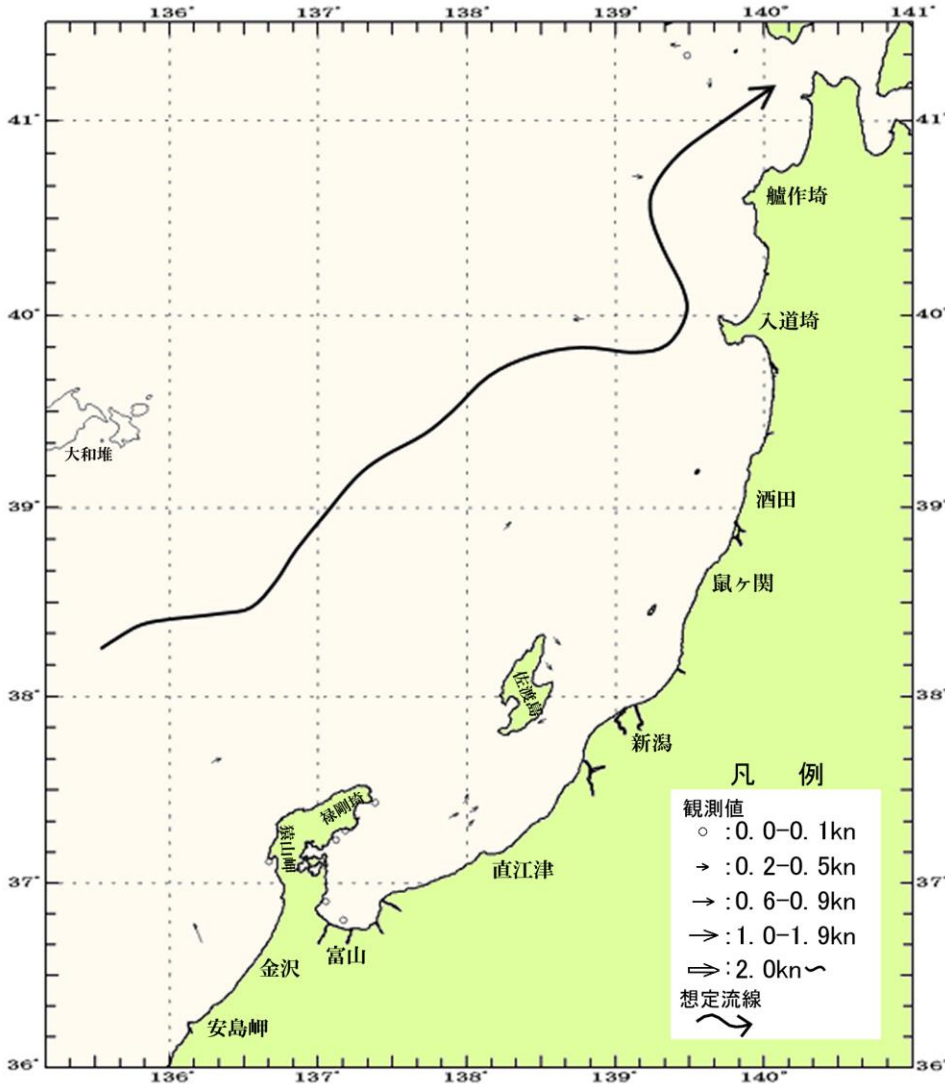 136° 137° 138° 139° 140° 141°
41° 41°
艫作埼
40° 40°
入道埼
大和堆
39° 39°
酒田
鼠ヶ関
38° 38°
佐渡島
新潟
禄剛埼
猿山岬
37° 37°
直江津
富山
金沢
安島岬
36° 36°
136° 137° 138° 139° 140° 141°
凡 例
観測値
○:0.0-0.1kn
→:0.2-0.5kn
→:0.6-0.9kn
→:1.0-1.9kn
⇒:2.0kn~
想定流線